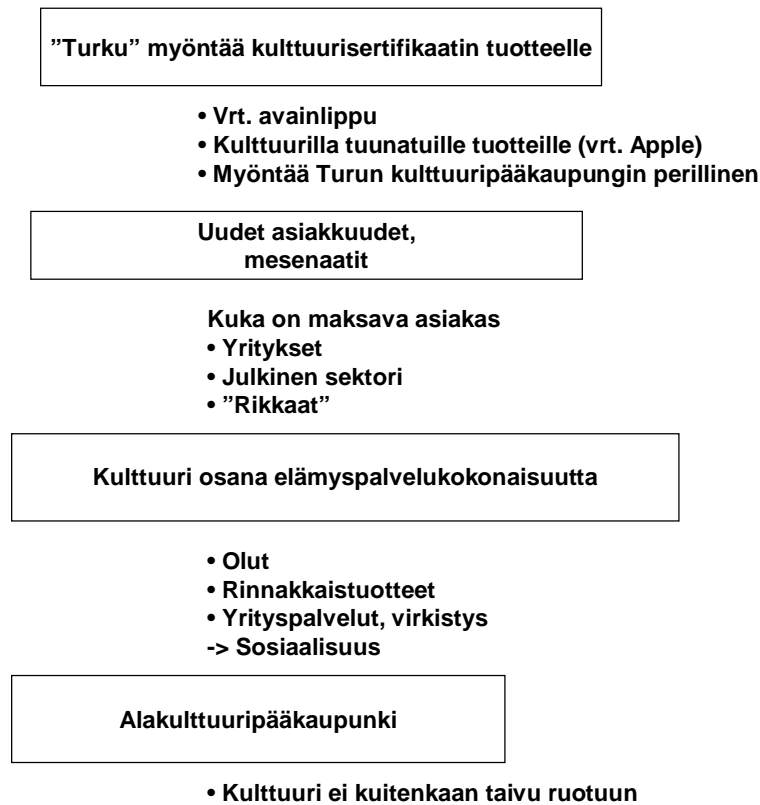 ”Turku” myöntää kulttuurisertifikaatin tuotteelle
• Vrt. avainlippu
• Kulttuurilla tuunatuille tuotteille (vrt. Apple)
• Myöntää Turun kulttuuripääkaupungin perillinen
Uudet asiakkuudet,
mesenaatit
Kuka on maksava asiakas
• Yritykset
• Julkinen sektori
• ”Rikkaat”
Kulttuuri osana elämyspalvelukokonaisuutta
• Olut
• Rinnakkaistuotteet
• Yrityspalvelut, virkistys
-> Sosiaalisuus
Alakulttuuripääkaupunki
• Kulttuuri ei kuitenkaan taivu ruotuun